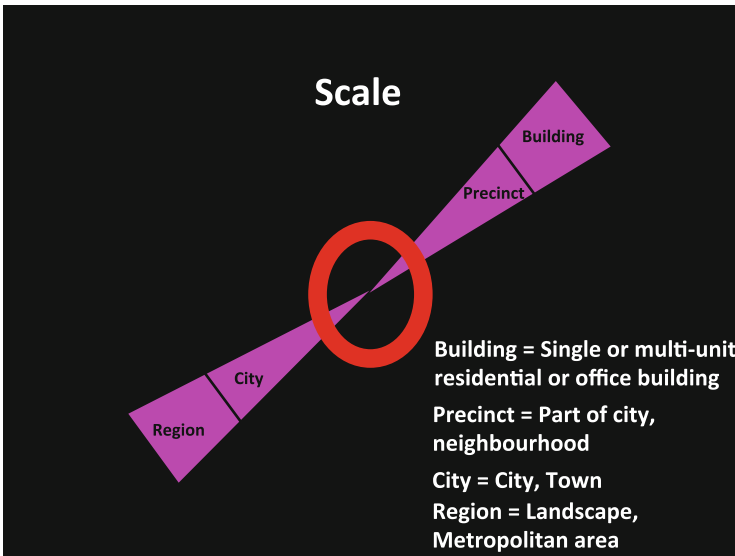 Scale
Building
Precinct
City
Region
Building = Single or multi-unit
residential or office building
Precinct = Part of city,
neighbourhood
City = City, Town
Region = Landscape,
Metropolitan area